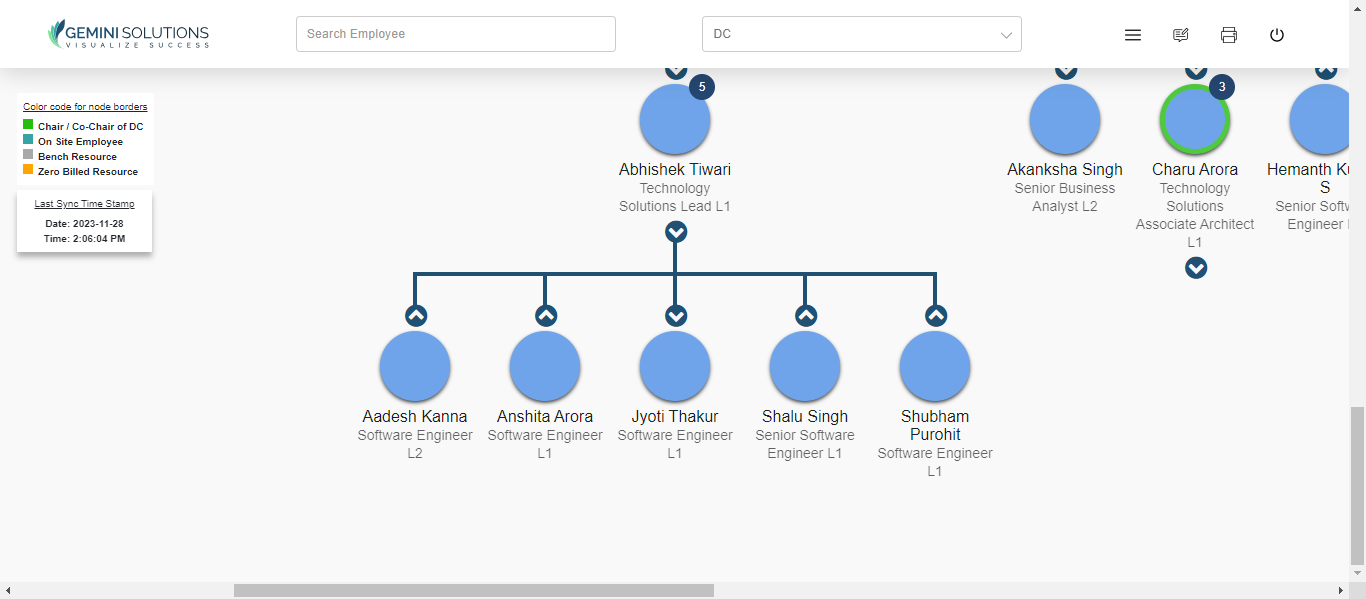 GEMINI SOLUTIONS
VISUALIZE SUCCESS
Search Employee
DC
Color code for node borders
Chair / Co-Chair of DC
On Site Employee
Bench Resource
Zero Billed Resource
Last Sync Time Stamp
Date: 2023-11-28
Time: 2:06:04 PM
5
Abhishek Tiwari
Technology
Solutions Lead L1
Akanksha Singh
Senior Business
Analyst L2
3
Charu Arora
Technology
Solutions
Associate Architect
L1
Hemanth
S
Senior
Engineer
Aadesh Kanna
Software Engineer
L2
Anshita Arora
Software Engineer
L1
Jyoti Thakur
Software Engineer
L1
Shalu Singh
Senior Software
Engineer L1
Shubham
Purohit
Software Engineer
L1